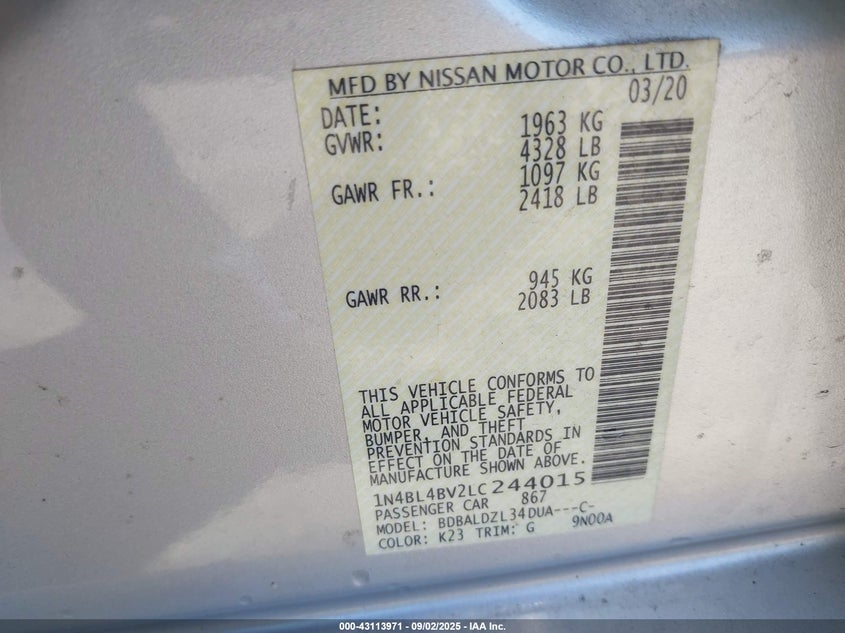 MFD BY NISSAN MOTOR CO., LTD.
DATE: 03/20
GVWR: 1963 KG
4328 LB
GAWR FR.: 1097 KG
2418 LB
GAWR RR.: 945 KG
2083 LB
THIS VEHICLE CONFORMS TO
ALL APPLICABLE FEDERAL
MOTOR VEHICLE SAFETY,
BUMPER, AND THEFT
PREVENTION STANDARDS IN
EFFECT ON THE DATE OF
MANUFACTURE SHOWN ABOVE.
1N4BL4BV2LC244015
PASSENGER CAR 867
MODEL: BDBALDZL34DUA---C-
COLOR: K23 TRIM: G 9N00A
000-43113971 - 09/02/2025 - IAA Inc.